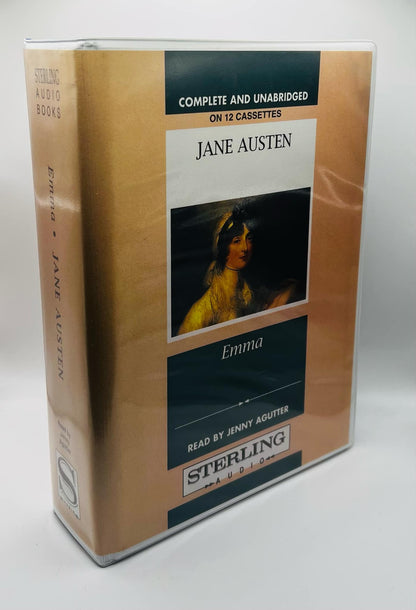 STERLING
AUDIO
BOOKS
Emma • JANE AUSTEN
COMPLETE AND UNABRIDGED
ON 12 CASSETTES
JANE AUSTEN
Emma
READ BY JENNY AGUTTER
STERLING
AUDIO